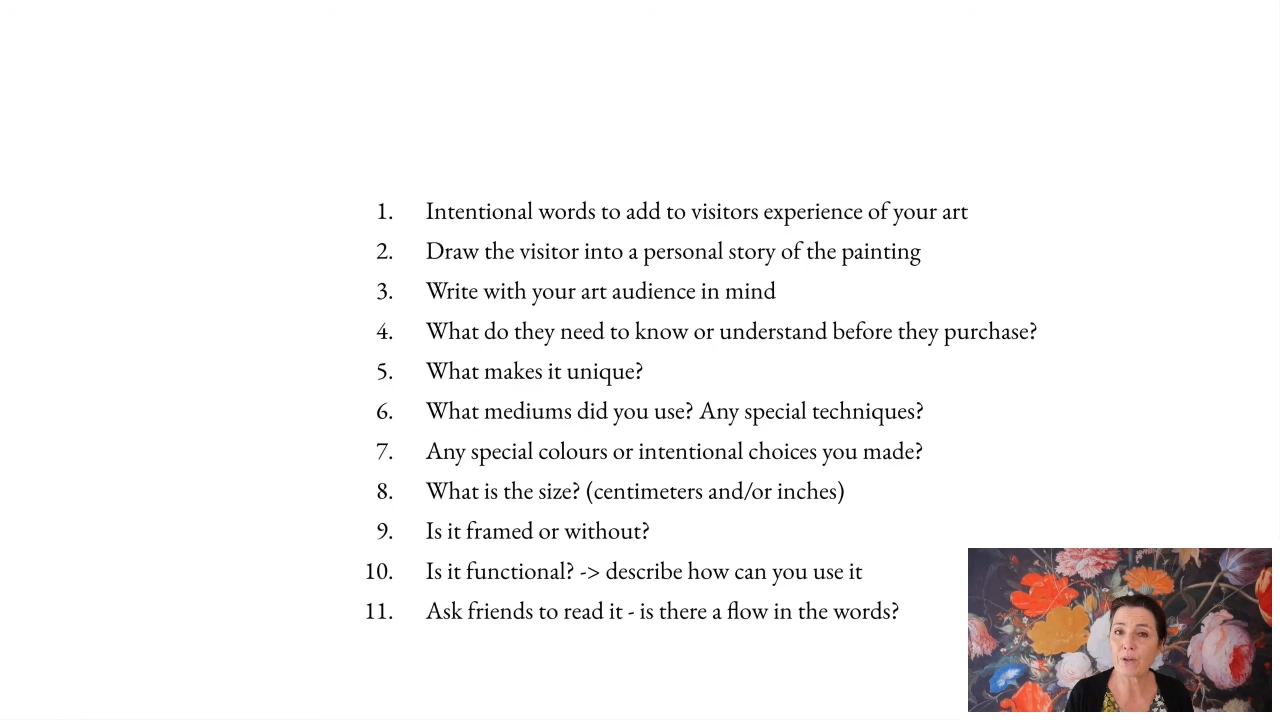 1. Intentional words to add to visitors experience of your art
2. Draw the visitor into a personal story of the painting
3. Write with your art audience in mind
4. What do they need to know or understand before they purchase?
5. What makes it unique?
6. What mediums did you use? Any special techniques?
7. Any special colours or intentional choices you made?
8. What is the size? (centimeters and/or inches)
9. Is it framed or without?
10. Is it functional? -> describe how can you use it
11. Ask friends to read it - is there a flow in the words?